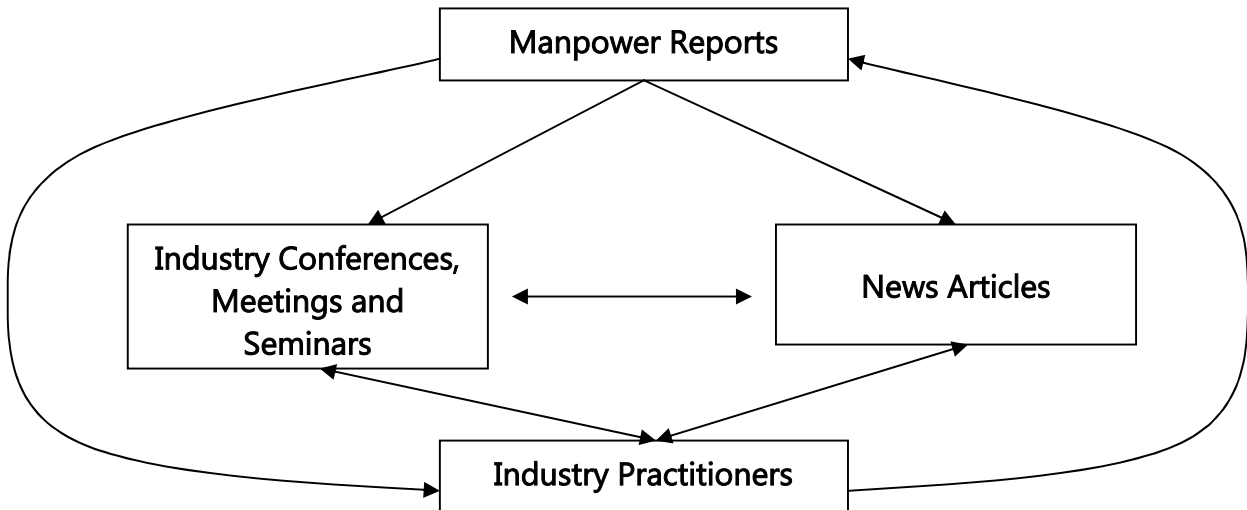 Manpower Reports
Industry Conferences,
Meetings and
Seminars
News Articles
Industry Practitioners